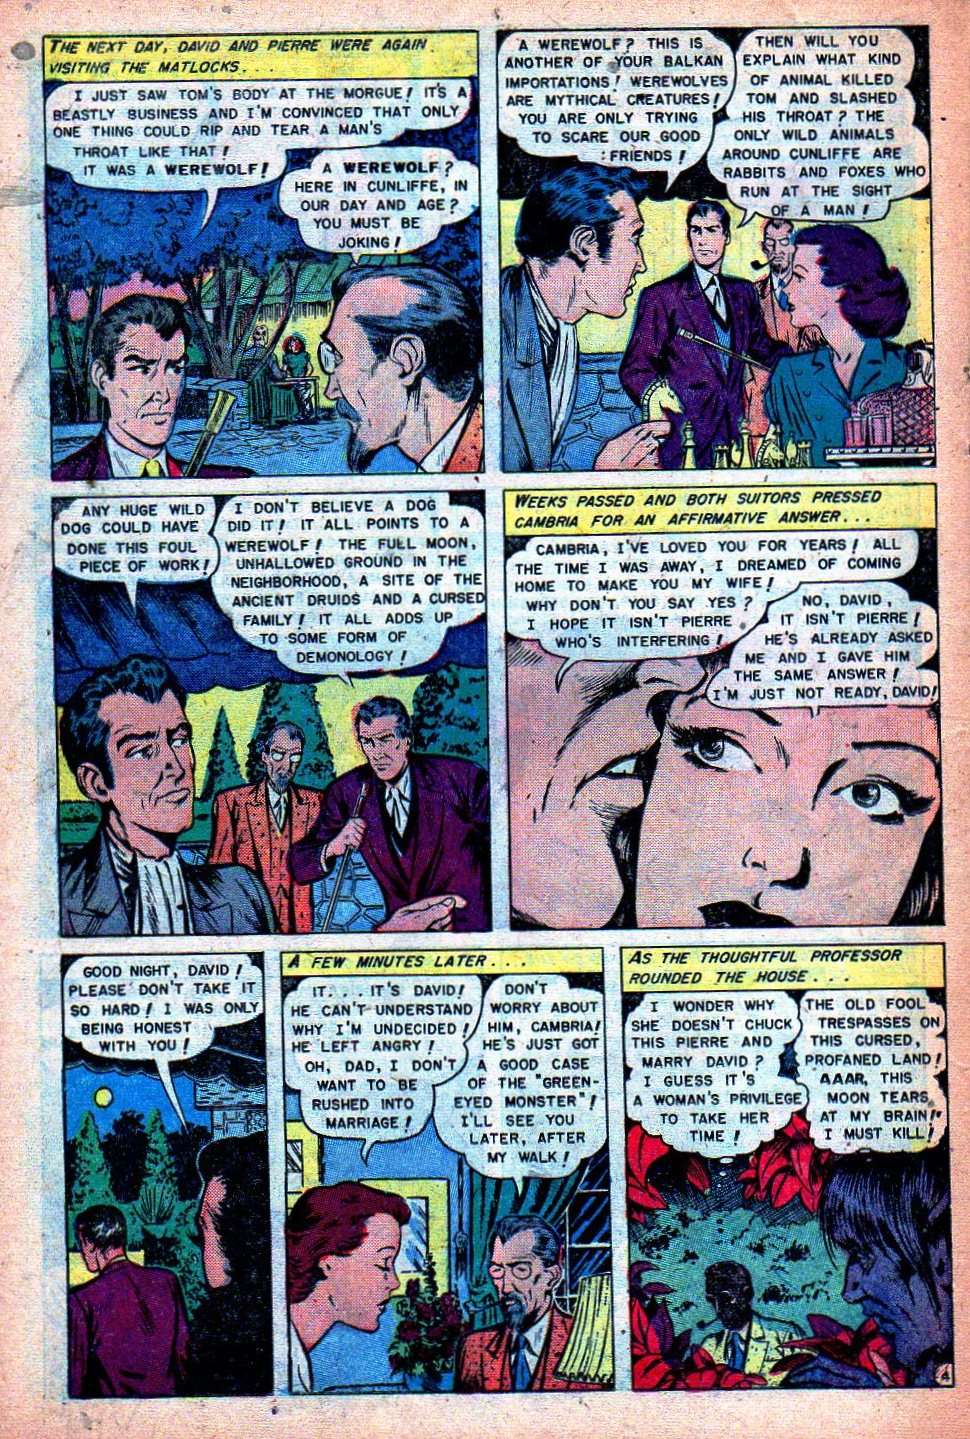 THE NEXT DAY, DAVID AND PIERRE WERE AGAIN
VISITING THE MATLOCKS...
I JUST SAW TOM'S BODY AT THE MORGUE! IT'S A
BEASTLY BUSINESS AND I'M CONVINCED THAT ONLY
ONE THING COULD RIP AND TEAR A MAN'S
THROAT LIKE THAT!
IT WAS A WEREWOLF!
A WEREWOLF?
HERE IN CUNLIFFE, IN
OUR DAY AND AGE?
YOU MUST BE
JOKING!
A WEREWOLF? THIS IS
ANOTHER OF YOUR BALKAN
IMPORTATIONS! WEREWOLVES
ARE MYTHICAL CREATURES!
YOU ARE ONLY TRYING
TO SCARE OUR GOOD
FRIENDS!
THEN WILL YOU
EXPLAIN WHAT KIND
OF ANIMAL KILLED
TOM AND SLASHED
HIS THROAT? THE
ONLY WILD ANIMALS
AROUND CUNLIFFE ARE
RABBITS AND FOXES WHO
RUN AT THE SIGHT
OF A MAN!
ANY HUGE WILD
DOG COULD HAVE
DONE THIS FOUL
PIECE OF WORK!
I DON'T BELIEVE A DOG
DID IT! IT ALL POINTS TO A
WEREWOLF! THE FULL MOON,
UNHALLOWED GROUND IN THE
NEIGHBORHOOD, A SITE OF THE
ANCIENT DRUIDS AND A CURSED
FAMILY! IT ALL ADDS UP
TO SOME FORM OF
DEMONOLOGY!
WEEKS PASSED AND BOTH SUITORS PRESSED
CAMBRIA FOR AN AFFIRMATIVE ANSWER...
CAMBRIA, I'VE LOVED YOU FOR YEARS! ALL
THE TIME I WAS AWAY, I DREAMED OF COMING
HOME TO MAKE YOU MY WIFE!
WHY DON'T YOU SAY YES?
I HOPE IT ISN'T PIERRE
WHO'S INTERFERING!
NO, DAVID,
IT ISN'T PIERRE!
HE'S ALREADY ASKED
ME AND I GAVE HIM
THE SAME ANSWER!
I'M JUST NOT READY, DAVID!
GOOD NIGHT, DAVID!
PLEASE DON'T TAKE IT
SO HARD! I WAS ONLY
BEING HONEST
WITH YOU!
A FEW MINUTES LATER...
IT... IT'S DAVID!
HE CAN'T UNDERSTAND
WHY I'M UNDECIDED!
HE LEFT ANGRY!
OH, DAD, I DON'T
WANT TO BE
RUSHED INTO
MARRIAGE!
DON'T
WORRY ABOUT
HIM, CAMBRIA!
HE'S JUST GOT
A GOOD CASE
OF THE "GREEN-
EYED MONSTER"!
I'LL SEE YOU
LATER, AFTER
MY WALK!
AS THE THOUGHTFUL PROFESSOR
ROUNDED THE HOUSE...
I WONDER WHY
SHE DOESN'T CHUCK
THIS PIERRE AND
MARRY DAVID?
I GUESS IT'S
A WOMAN'S PRIVILEGE
TO TAKE HER
TIME!
THE OLD FOOL
TRESPASSES ON
THIS CURSED,
PROFANED LAND!
AAAR, THIS
MOON TEARS
AT MY BRAIN!
I MUST KILL!
4